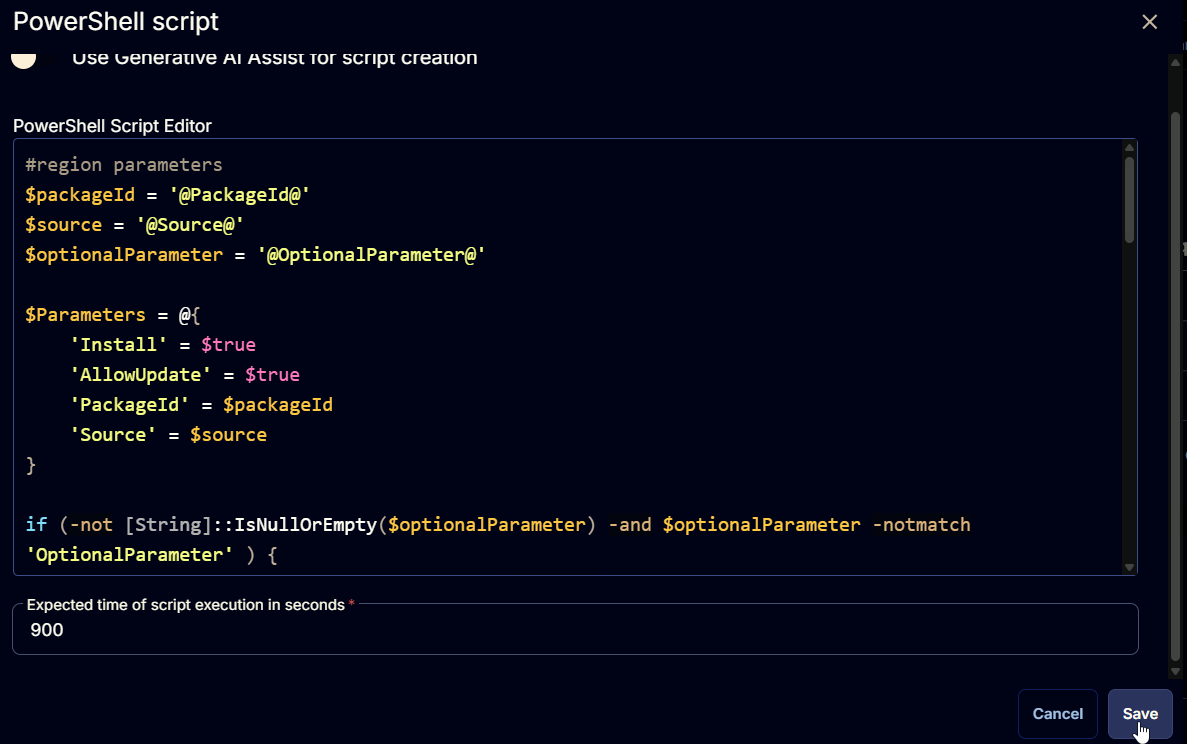 PowerShell script
Use Generative AI Assist for script creation
PowerShell Script Editor
#region parameters
$packageId = '@PackageId@'
$source = '@Source@'
$optionalParameter = '@OptionalParameter@'
$Parameters = @{
    'Install' = $true
    'AllowUpdate' = $true
    'PackageId' = $packageId
    'Source' = $source
}
if (-not [String]::IsNullOrEmpty($optionalParameter) -and $optionalParameter -notmatch
'OptionalParameter' ) {
Expected time of script execution in seconds *
900
Cancel
Save